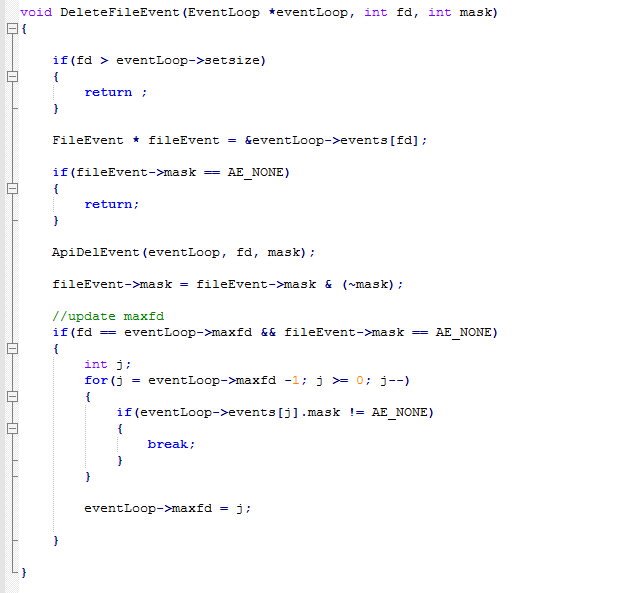 void DeleteFileEvent(EventLoop *eventLoop, int fd, int mask)
{
if(fd > eventLoop->setsize)
{
return ;
}
FileEvent * fileEvent = &eventLoop->events[fd];
if(fileEvent->mask == AE_NONE)
{
return;
}
ApiDelEvent(eventLoop, fd, mask);
fileEvent->mask = fileEvent->mask & (~mask);
//update maxfd
if(fd == eventLoop->maxfd && fileEvent->mask == AE_NONE)
{
int j;
for(j = eventLoop->maxfd -1; j >= 0; j--)
{
if(eventLoop->events[j].mask != AE_NONE)
{
break;
}
}
eventLoop->maxfd = j;
}
}